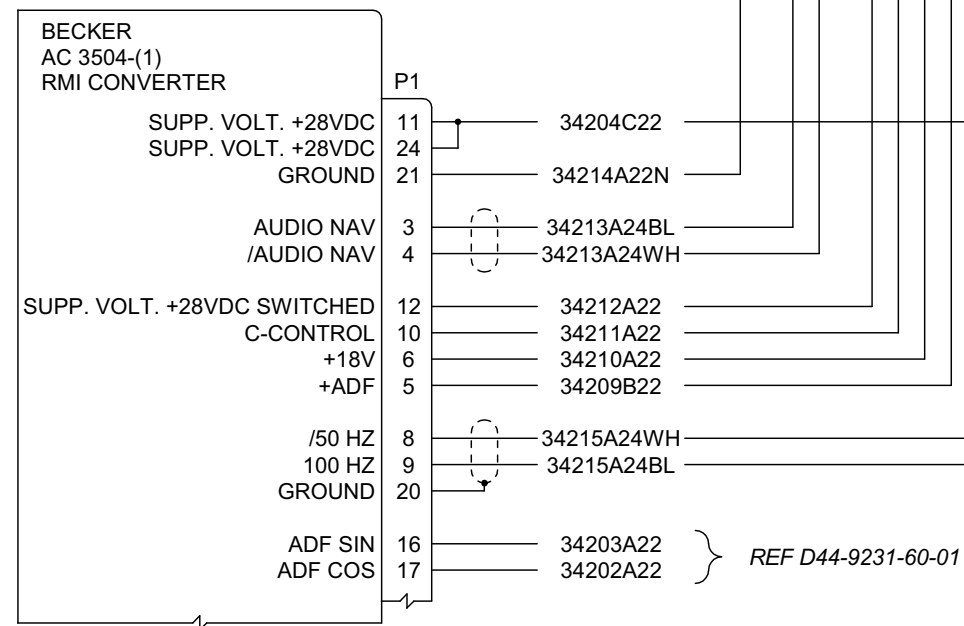 BECKER
AC 3504-(1)
RMI CONVERTER
P1
SUPP. VOLT. +28VDC 11 34204C22
SUPP. VOLT. +28VDC 24
GROUND 21 34214A22N
AUDIO NAV 3 34213A24BL
/AUDIO NAV 4 34213A24WH
SUPP. VOLT. +28VDC SWITCHED 12 34212A22
C-CONTROL 10 34211A22
+18V 6 34210A22
+ADF 5 34209B22
/50 HZ 8 34215A24WH
100 HZ 9 34215A24BL
GROUND 20
ADF SIN 16 34203A22
ADF COS 17 34202A22
REF D44-9231-60-01